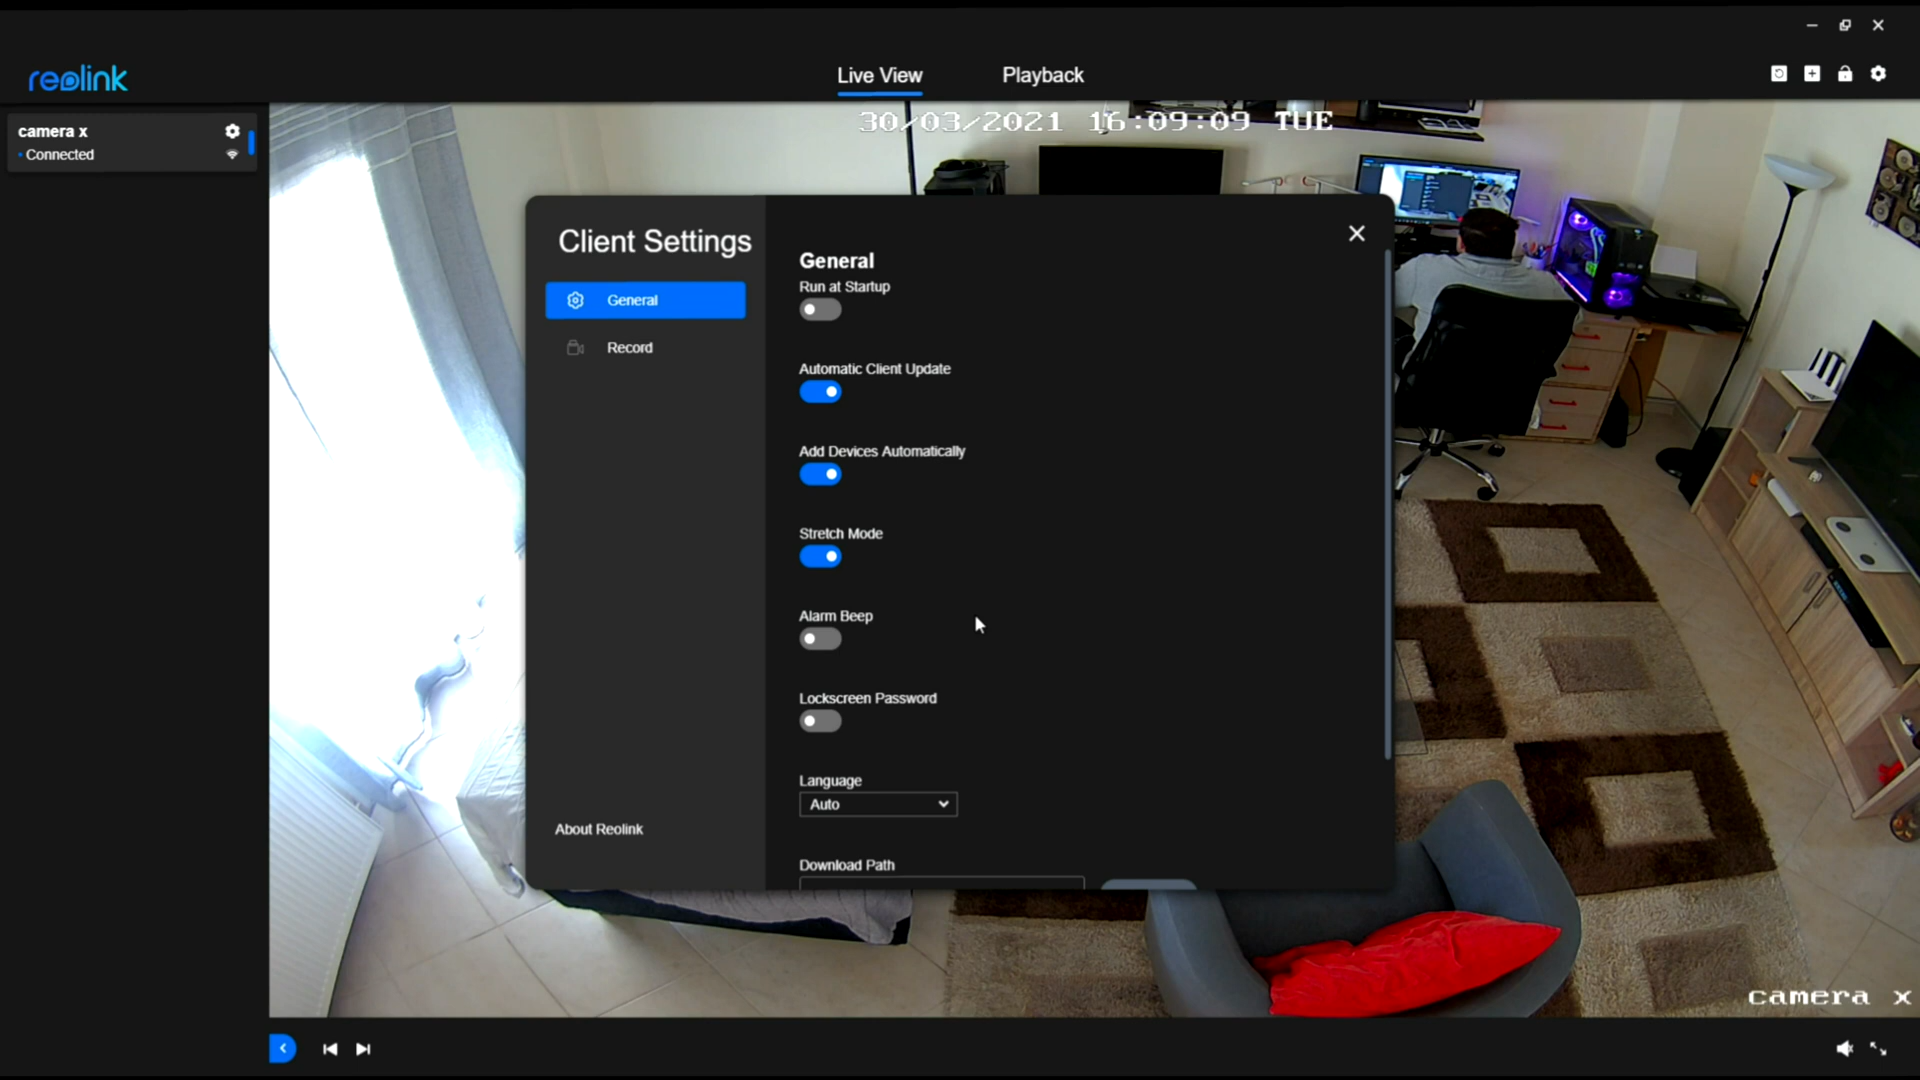 reolink
Live View
Playback
camera x
Connected
30/03/2021 16:09:09 TUE
Client Settings
General
Record
About Reolink
General
Run at Startup
Automatic Client Update
Add Devices Automatically
Stretch Mode
Alarm Beep
Lockscreen Password
Language
Auto
Download Path
camera x